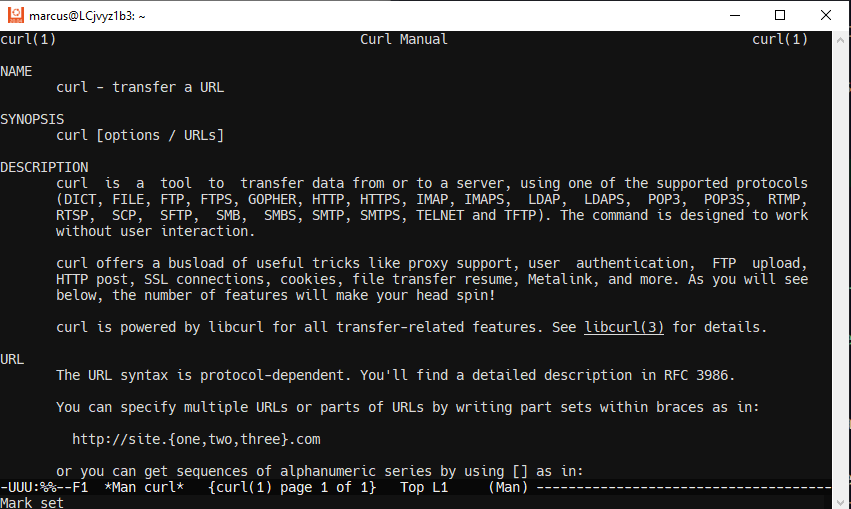 marcus@LCjvyz1b3: ~
curl(1) Curl Manual curl(1)
NAME
curl - transfer a URL
SYNOPSIS
curl [options / URLs]
DESCRIPTION
curl is a tool to transfer data from or to a server, using one of the supported protocols
(DICT, FILE, FTP, FTPS, GOPHER, HTTP, HTTPS, IMAP, IMAPS, LDAP, LDAPS, POP3, POP3S, RTMP,
RTSP, SCP, SFTP, SMB, SMBS, SMTP, SMTPS, TELNET and TFTP). The command is designed to work
without user interaction.
curl offers a busload of useful tricks like proxy support, user authentication, FTP upload,
HTTP post, SSL connections, cookies, file transfer resume, Metalink, and more. As you will see
below, the number of features will make your head spin!
curl is powered by libcurl for all transfer-related features. See libcurl(3) for details.
URL
The URL syntax is protocol-dependent. You'll find a detailed description in RFC 3986.
You can specify multiple URLs or parts of URLs by writing part sets within braces as in:
http://site.{one,two,three}.com
or you can get sequences of alphanumeric series by using [] as in:
-UUU:%%--F1 *Man curl* {curl(1) page 1 of 1} Top L1 (Man) -------------------------------------
Mark set